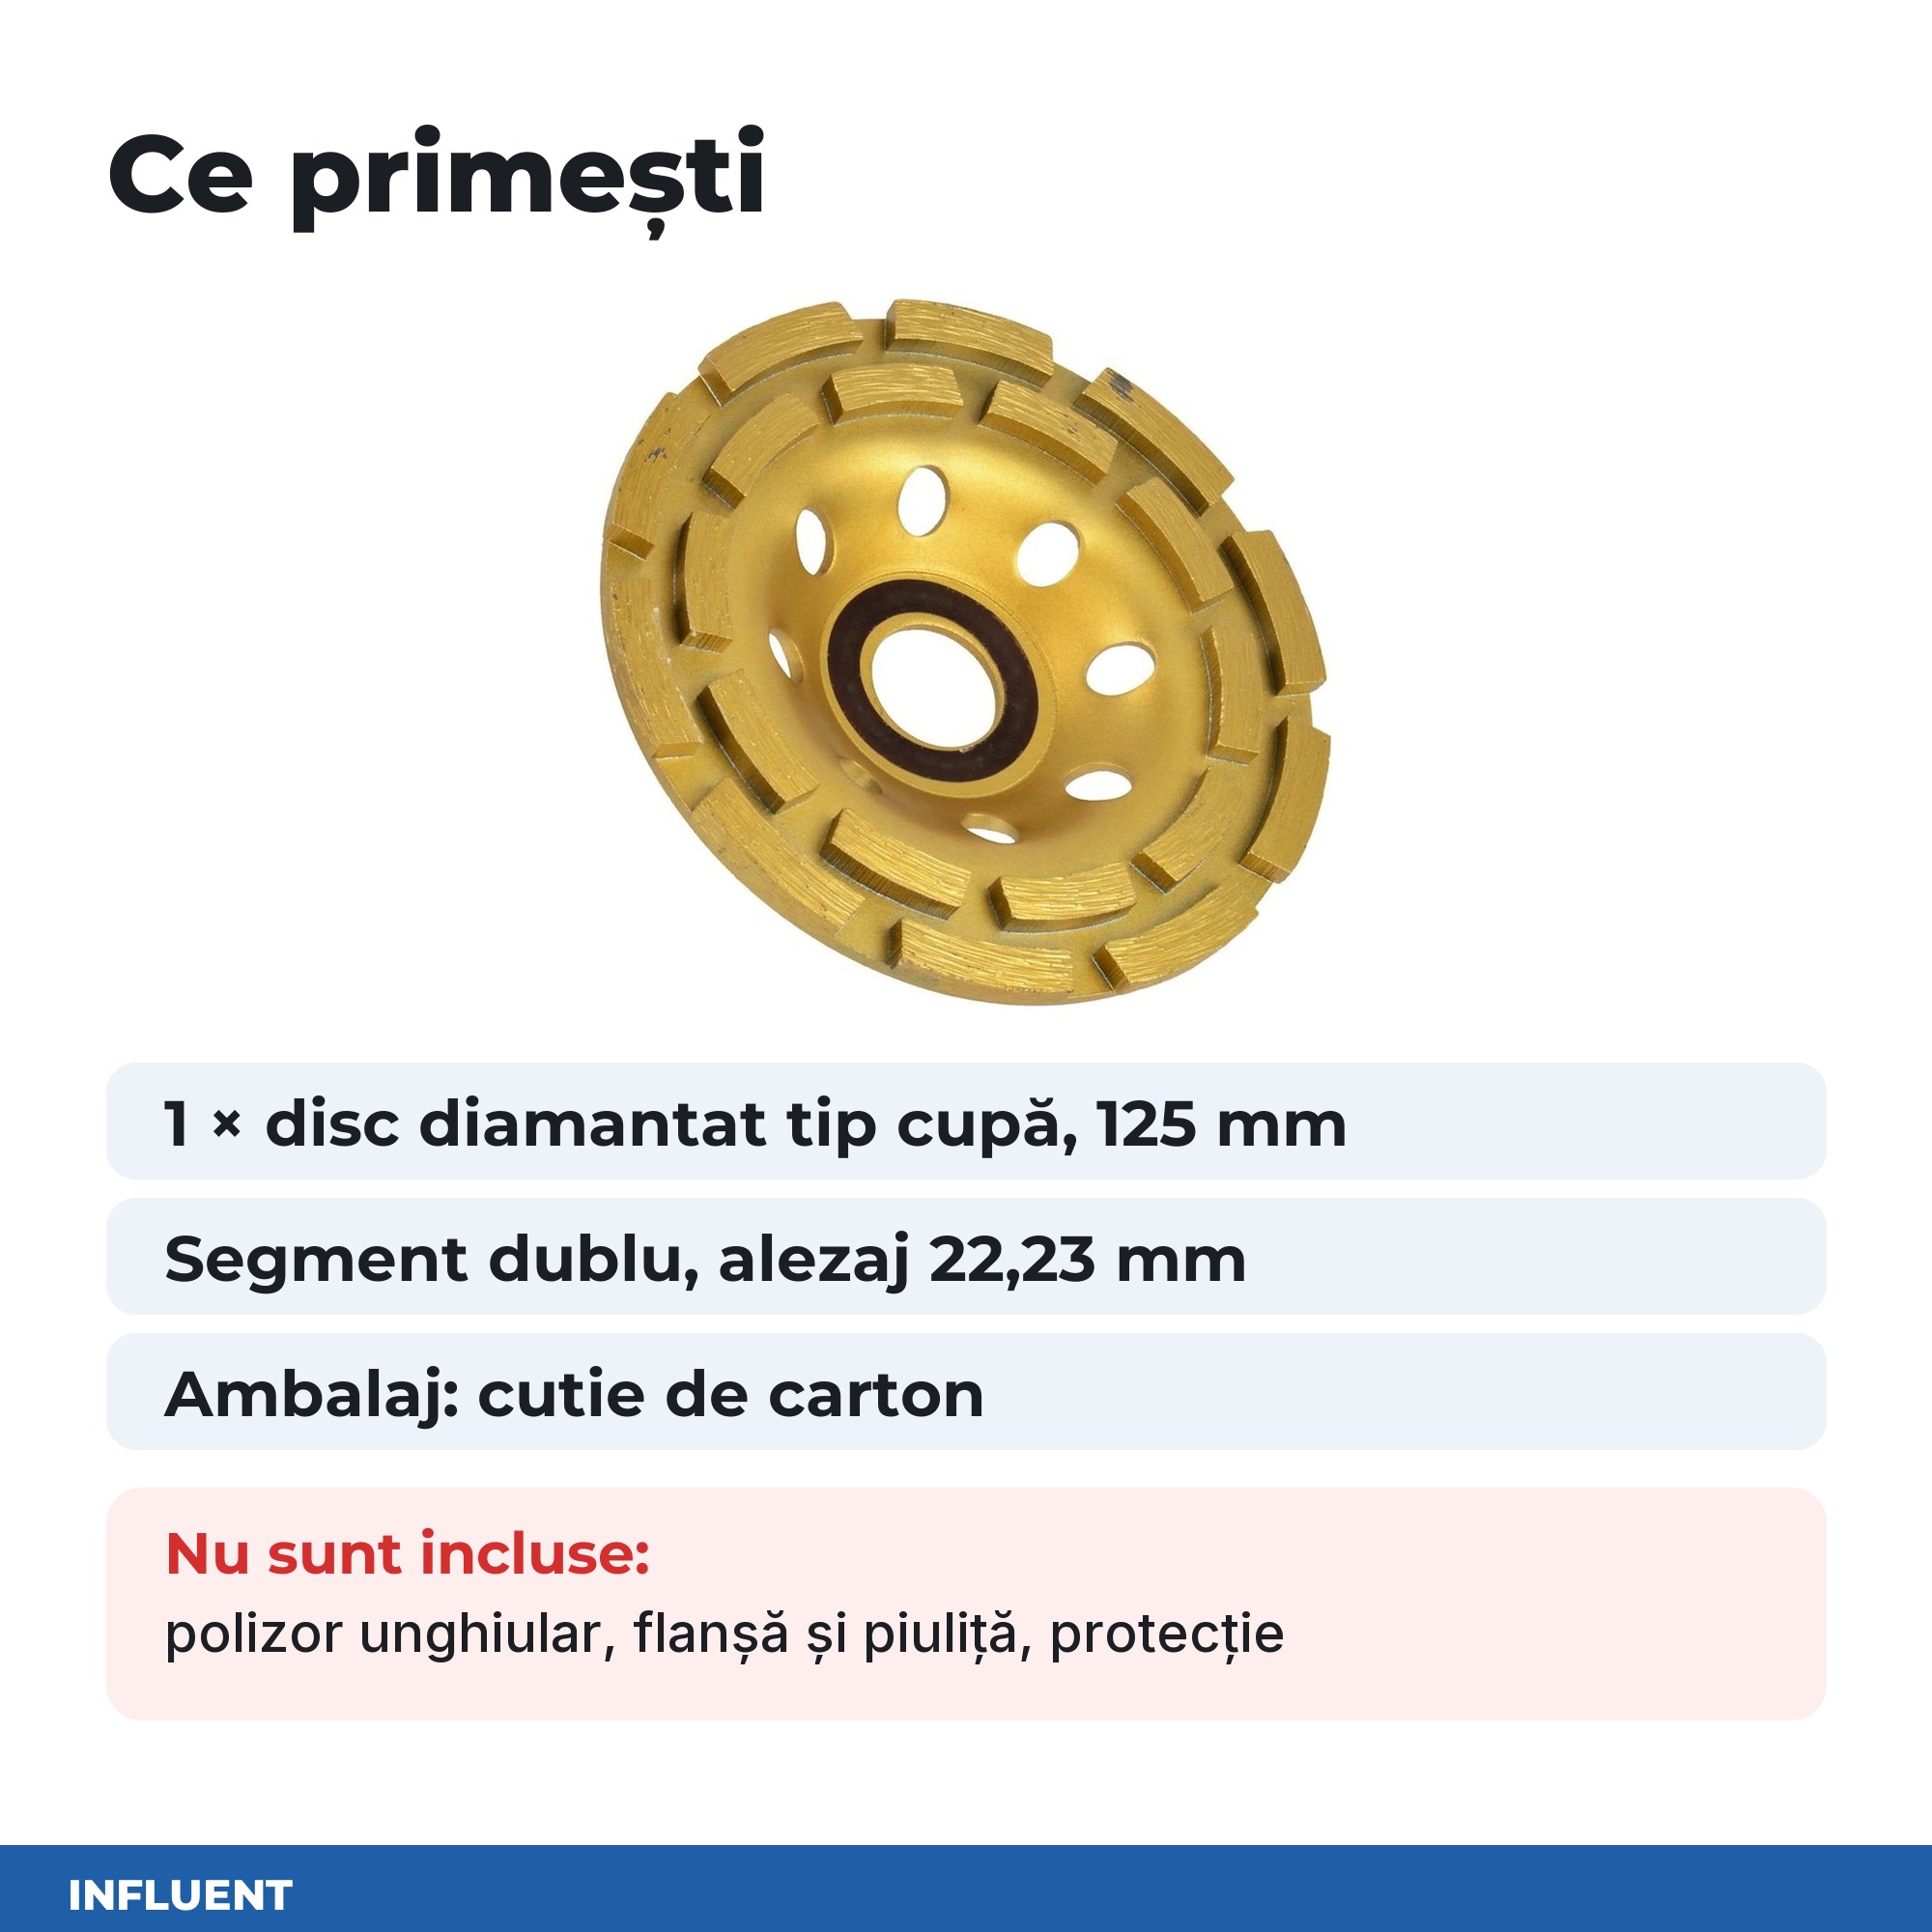 Ce primești
1 × disc diamantat tip cupă, 125 mm
Segment dublu, alezaj 22,23 mm
Ambalaj: cutie de carton
Nu sunt incluse:
polizor unghiular, flanșă și piuliță, protecție
INFLUENT